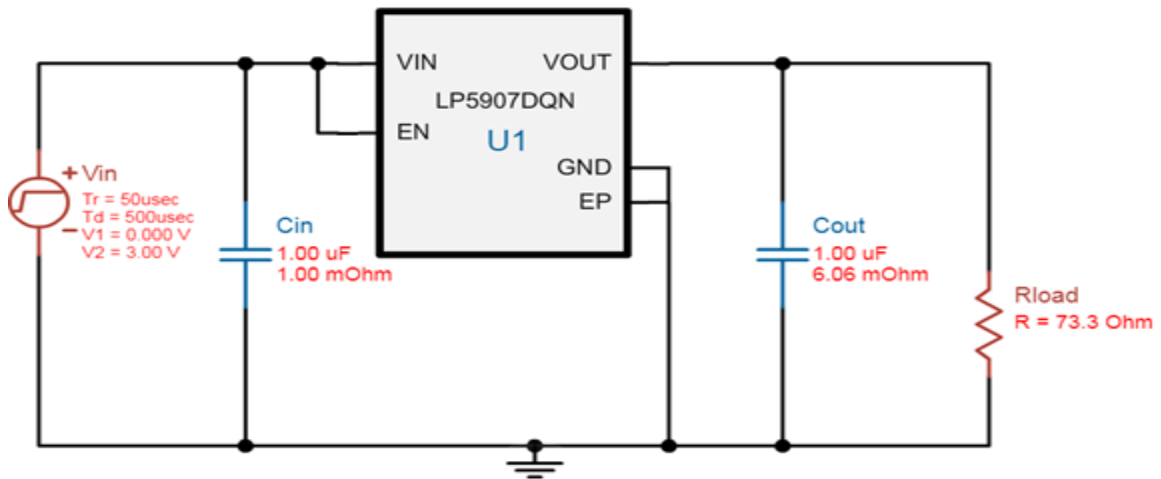 VIN
VOUT
LP5907DQN
U1
EN
GND
EP
+ Vin
Tr = 50usec
Td = 500usec
V1 = 0.000 V
V2 = 3.00 V
Cin
1.00 uF
1.00 mOhm
Cout
1.00 uF
6.06 mOhm
Rload
R = 73.3 Ohm